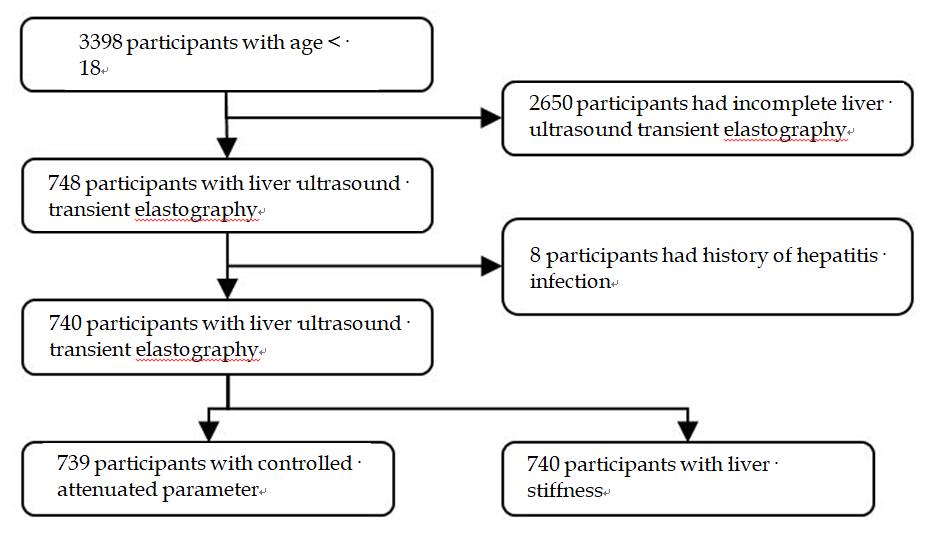 3398 participants with age <
18
2650 participants had incomplete liver
ultrasound transient elastography
748 participants with liver ultrasound
transient elastography
8 participants had history of hepatitis
infection
740 participants with liver ultrasound
transient elastography
739 participants with controlled
attenuated parameter
740 participants with liver
stiffness